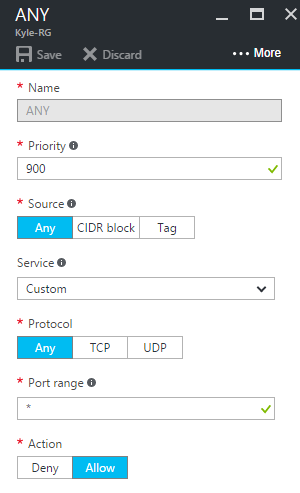 ANY
Kyle-RG
Save Discard ••• More
* Name
ANY
* Priority
900
* Source
Any CIDR block Tag
Service
Custom
* Protocol
Any TCP UDP
* Port range
*
* Action
Deny Allow